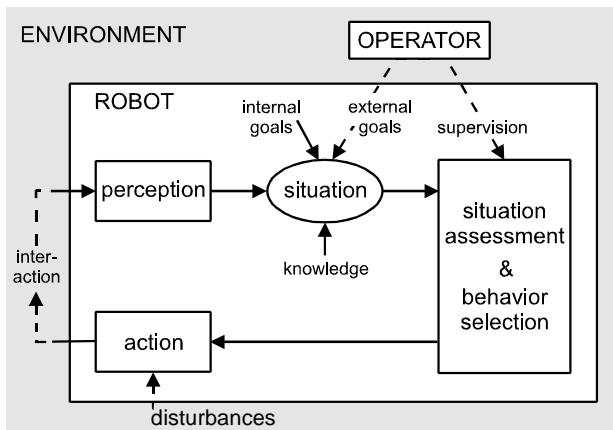 ENVIRONMENT
OPERATOR
ROBOT
internal
goals
external
goals
supervision
perception
situation
situation
assessment
&
behavior
selection
inter-
action
knowledge
action
disturbances